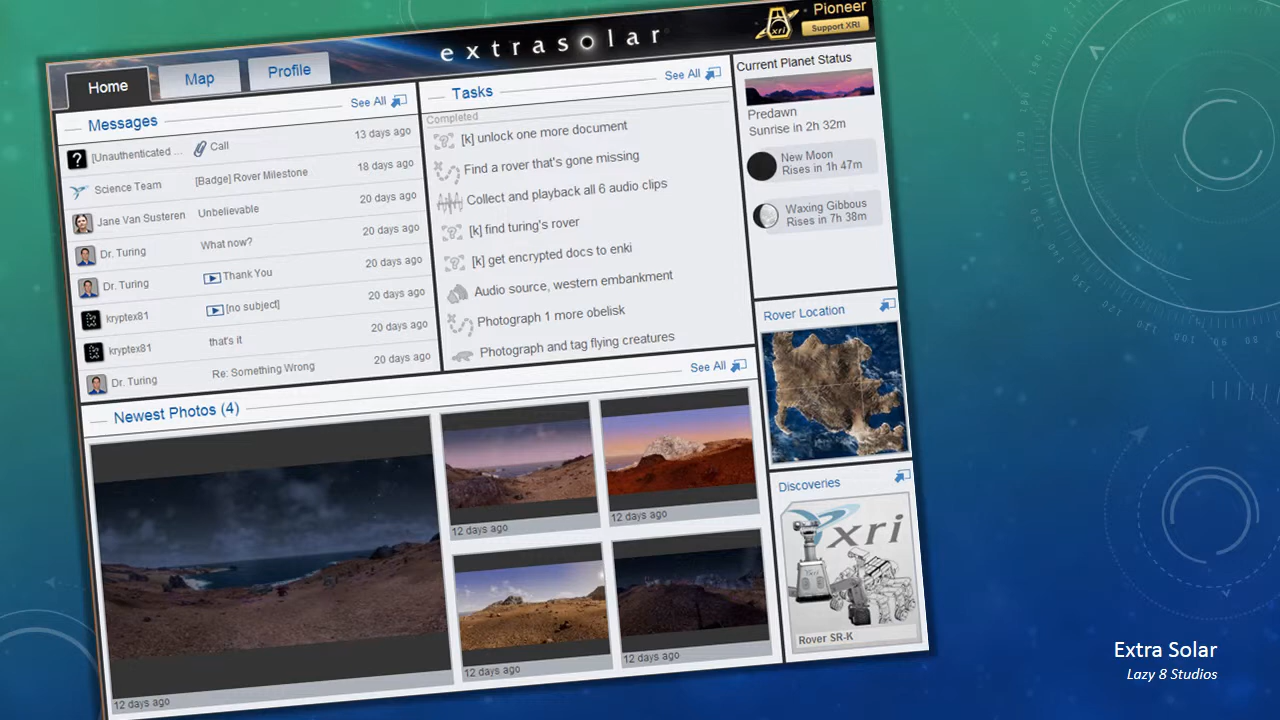 extrasolar
Pioneer
xri
Support XRI
Home
Map
Profile
Messages
See All
[Unauthenticated ...
Call
13 days ago
Science Team
[Badge] Rover Milestone
18 days ago
Jane Van Susteren
Unbelievable
20 days ago
Dr. Turing
What now?
20 days ago
Dr. Turing
Thank You
20 days ago
kryptex81
[no subject]
20 days ago
kryptex81
that's it
20 days ago
Dr. Turing
Re: Something Wrong
20 days ago
Tasks
See All
Completed
[k] unlock one more document
Find a rover that's gone missing
Collect and playback all 6 audio clips
[k] find turing's rover
[k] get encrypted docs to enki
Audio source, western embankment
Photograph 1 more obelisk
Photograph and tag flying creatures
Current Planet Status
Predawn
Sunrise in 2h 32m
New Moon
Rises in 1h 47m
Waxing Gibbous
Rises in 7h 38m
Rover Location
Newest Photos (4)
See All
12 days ago
12 days ago
12 days ago
12 days ago
12 days ago
Discoveries
xri
Rover SR-K
Extra Solar
Lazy 8 Studios